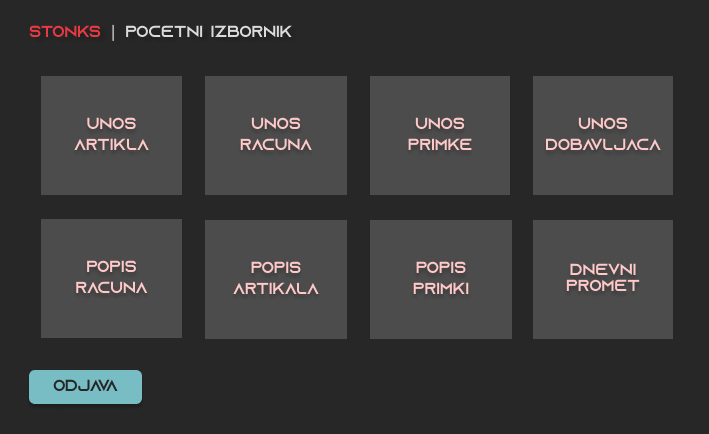 STONKS | POCETNI IZBORNIK
UNOS
ARTIKLA
UNOS
RACUNA
UNOS
PRIMKE
UNOS
DOBAVLJACA
POPIS
RACUNA
POPIS
ARTIKALA
POPIS
PRIMKI
DNEVNI
PROMET
ODJAVA